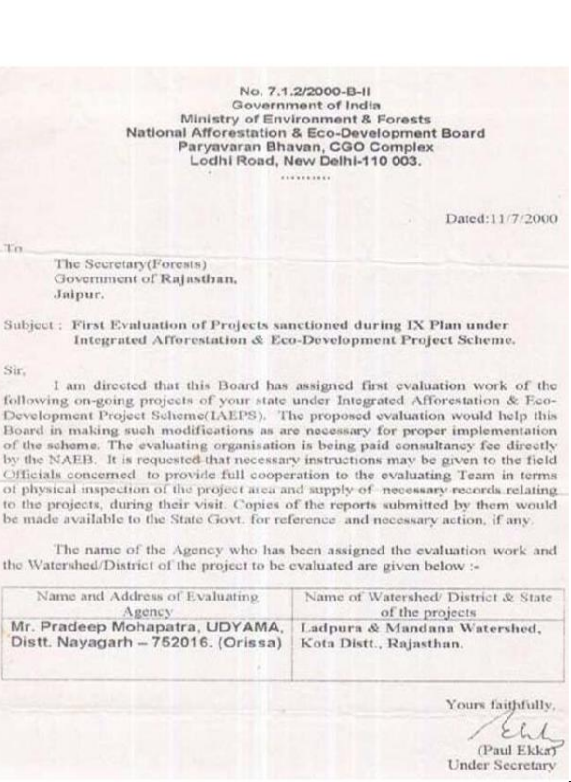 No. 7.1.2/2000-B-II
Government of India
Ministry of Environment & Forests
National Afforestation & Eco-Development Board
Paryavaran Bhavan, CGO Complex
Lodhi Road, New Delhi-110 003.
..........
Dated:11/7/2000
To
The Secretary(Forests)
Government of Rajasthan,
Jaipur.
Subject : First Evaluation of Projects sanctioned during IX Plan under
Integrated Afforestation & Eco-Development Project Scheme.
Sir,
I am directed that this Board has assigned first evaluation work of the
following on-going projects of your state under Integrated Afforestation & Eco-
Development Project Scheme(IAEPS). The proposed evaluation would help this
Board in making such modifications as are necessary for proper implementation
of the scheme. The evaluating organisation is being paid consultancy fee directly
by the NAEB. It is requested that necessary instructions may be given to the field
Officials concerned to provide full cooperation to the evaluating Team in terms
of physical inspection of the project area and supply of necessary records relating
to the projects, during their visit. Copies of the reports submitted by them would
be made available to the State Govt. for reference and necessary action, if any.
The name of the Agency who has been assigned the evaluation work and
the Watershed/District of the project to be evaluated are given below :-
Name and Address of Evaluating
Agency
Name of Watershed/ District & State
of the projects
Mr. Pradeep Mohapatra, UDYAMA,
Distt. Nayagarh – 752016. (Orissa)
Ladpura & Mandana Watershed,
Kota Distt., Rajasthan.
Yours faithfully,
(Paul Ekka)
Under Secretary